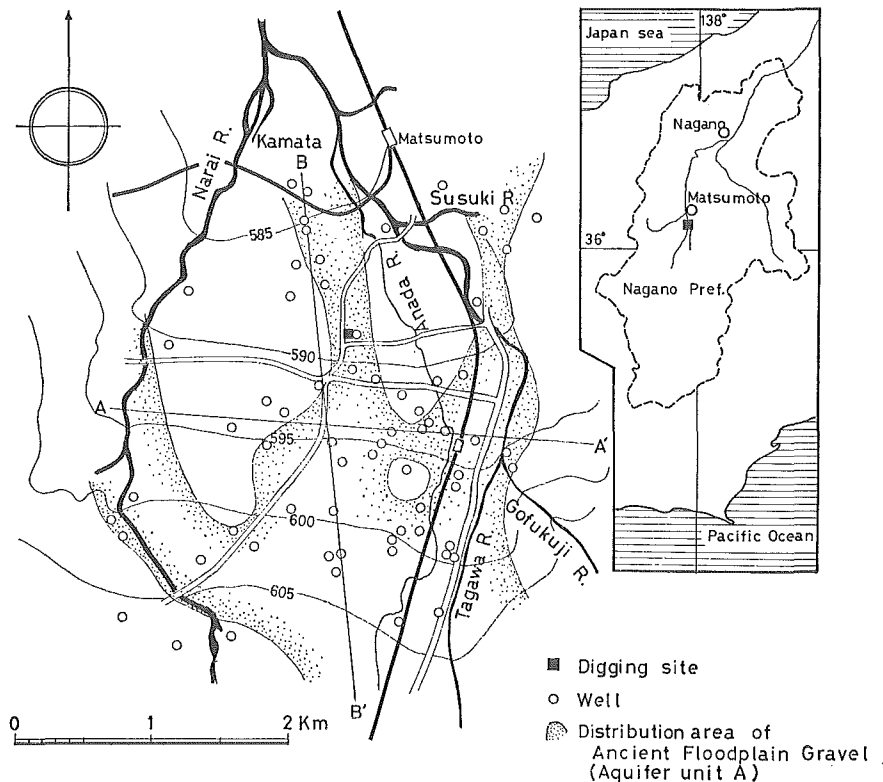 138°
Japan sea
Nagano
Matsumoto
36°
Nagano Pref.
Pacific Ocean
Narai R.
Kamata
B
Matsumoto
Susuki R.
585
Anada R.
590
A
595
A'
600
Gofukuji R.
Tagawa R.
605
B'
0 1 2 Km
Digging site
Well
Distribution area of
Ancient Floodplain Gravel
(Aquifer unit A)